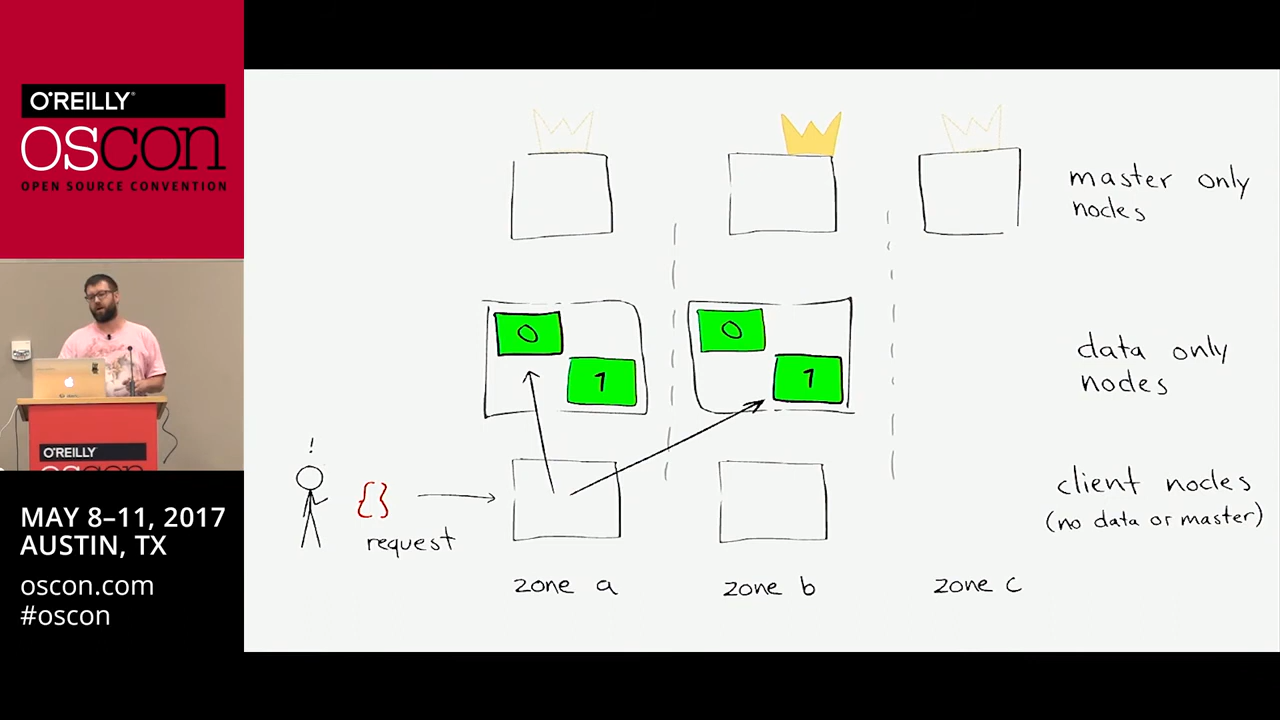 O'REILLY®
OSCON
OPEN SOURCE CONVENTION
O'REILLY
MAY 8–11, 2017
AUSTIN, TX
oscon.com
#oscon
master only
nodes
0
1
0
1
data only
nodes
!
{}
request
client nodes
(no data or master)
zone a
zone b
zone c